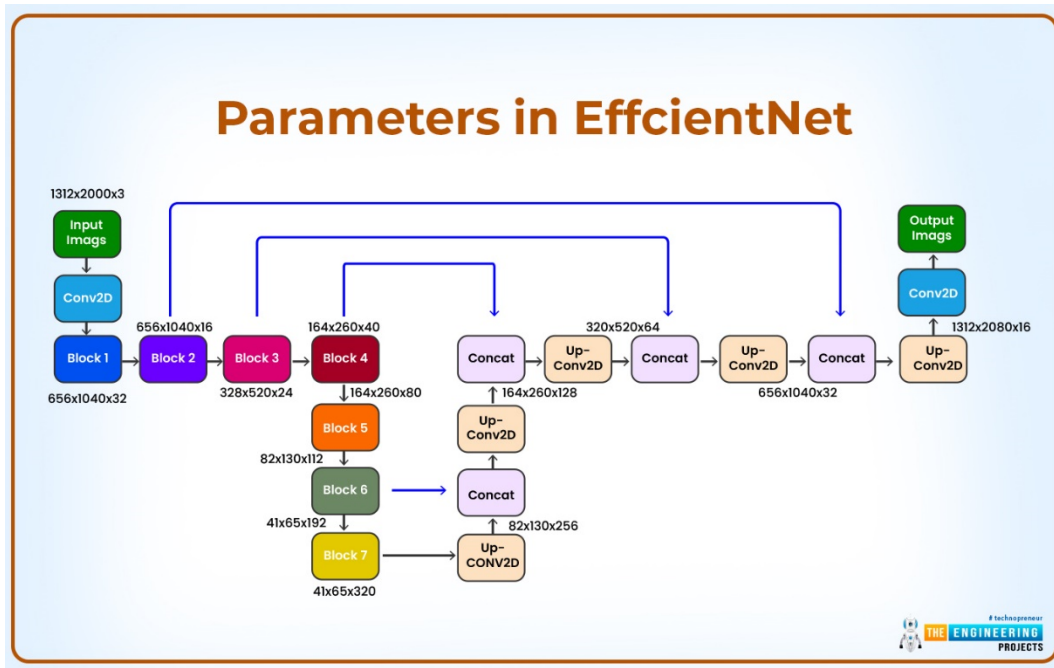 Parameters in EffcientNet
1312x2000x3
Input
Imags
Conv2D
Block 1
656x1040x32
656x1040x16
Block 2
Block 3
328x520x24
164x260x40
Block 4
164x260x80
Block 5
82x130x112
Block 6
41x65x192
Block 7
41x65x320
Up-
CONV2D
82x130x256
Concat
Up-
Conv2D
164x260x128
Concat
Up-
Conv2D
320x520x64
Concat
Up-
Conv2D
656x1040x32
Concat
Up-
Conv2D
1312x2080x16
Conv2D
Output
Imags
# technopreneur
THE ENGINEERING
PROJECTS